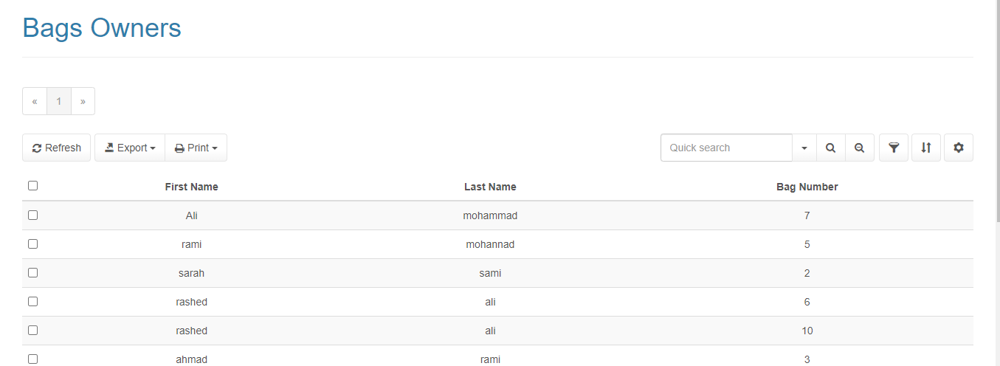 Bags Owners
« 1 »
Refresh Export Print Quick search
First Name Last Name Bag Number
Ali mohammad 7
rami mohannad 5
sarah sami 2
rashed ali 6
rashed ali 10
ahmad rami 3